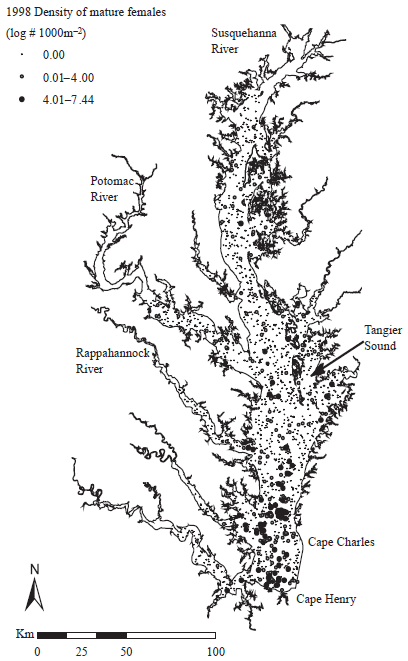 1998 Density of mature females
(log # 1000m⁻²)
0.00
0.01–4.00
4.01–7.44
Susquehanna
River
Potomac
River
Tangier
Sound
Rappahannock
River
Cape Charles
Cape Henry
N
Km
0 25 50 100